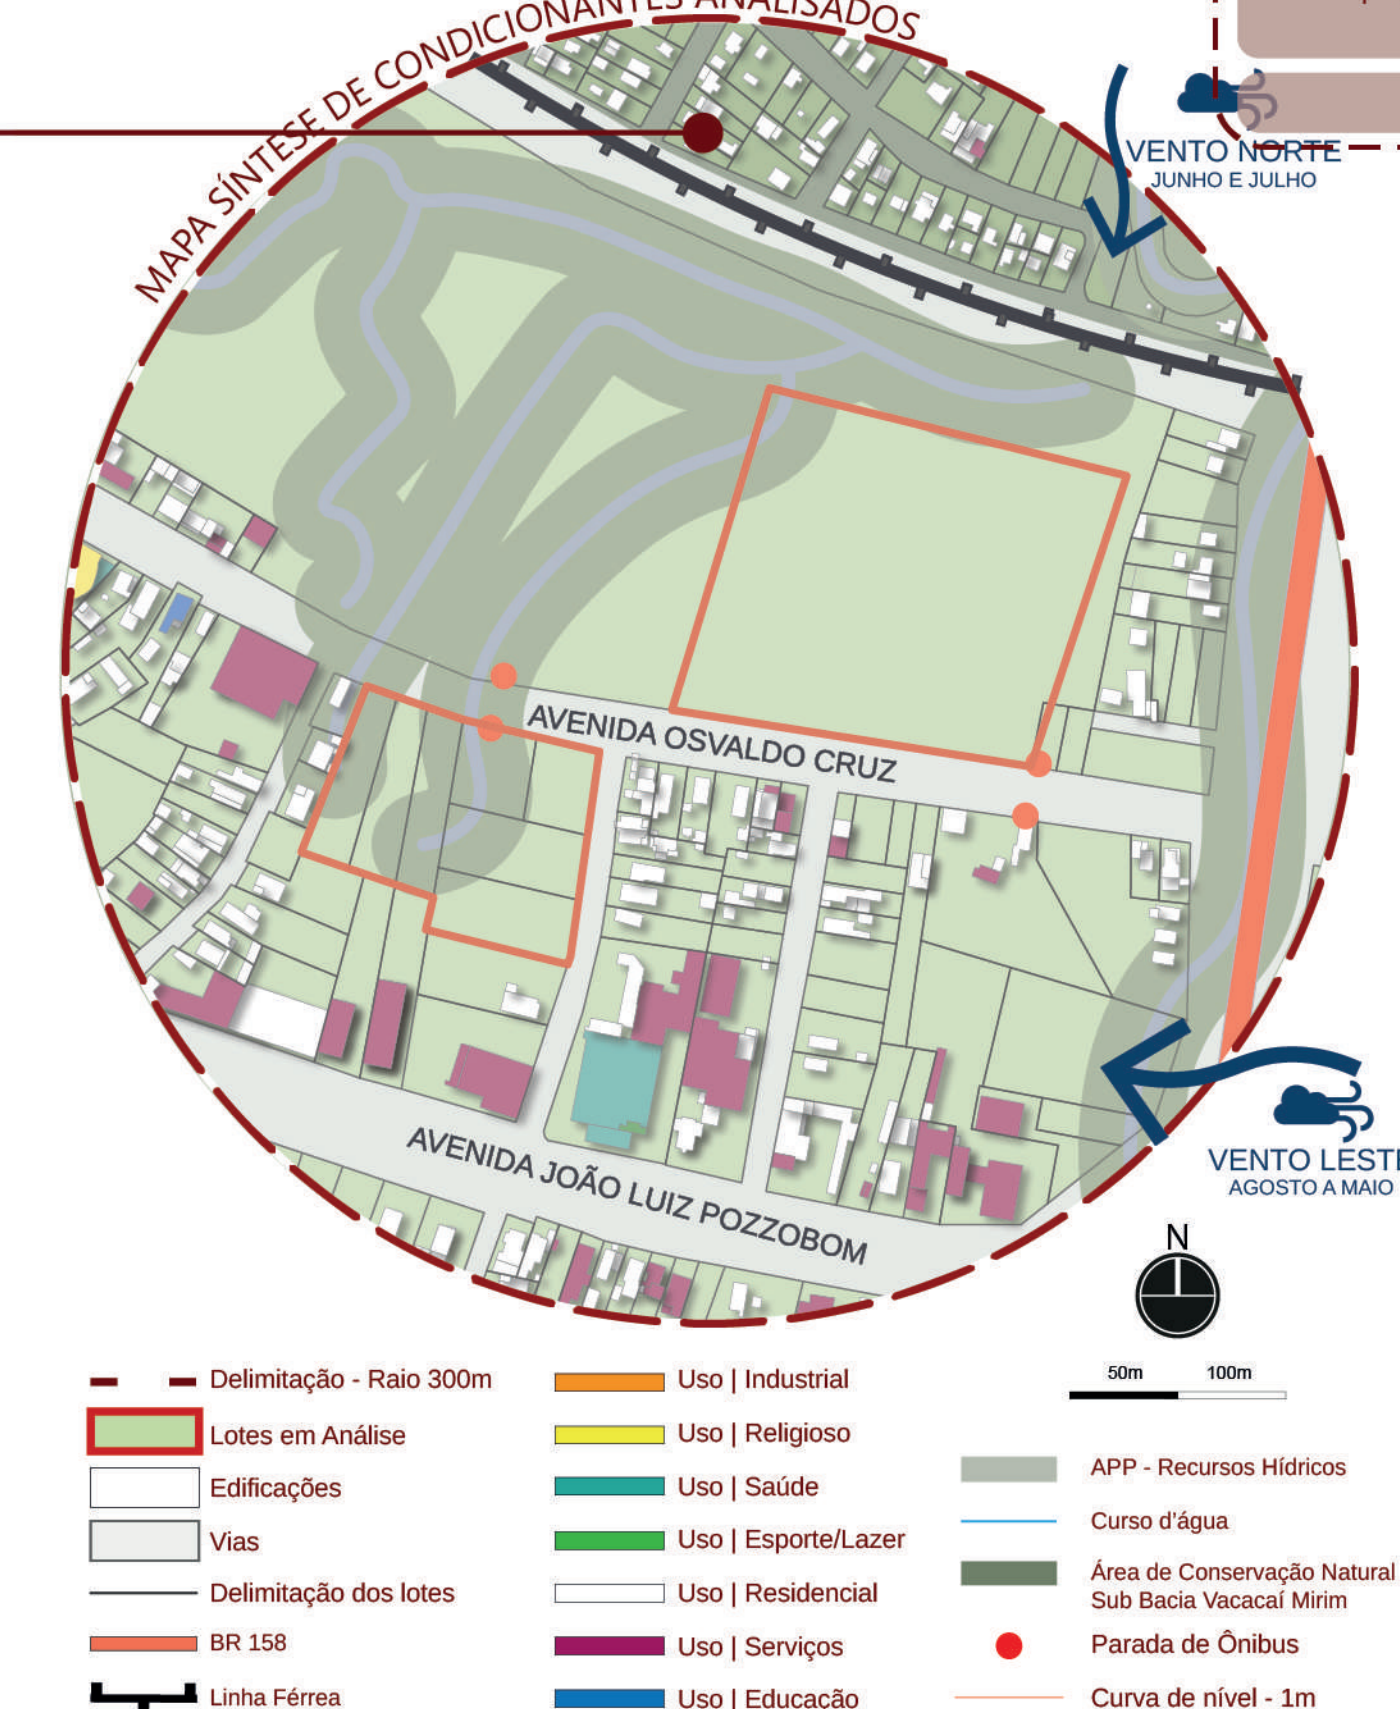 MAPA SÍNTESE DE CONDICIONANTES ANALISADOS
VENTO NORTE
JUNHO E JULHO
AVENIDA OSVALDO CRUZ
AVENIDA JOÃO LUIZ POZZOBOM
VENTO LESTE
AGOSTO A MAIO
N
50m 100m
Delimitação - Raio 300m
Lotes em Análise
Edificações
Vias
Delimitação dos lotes
BR 158
Linha Férrea
Uso | Industrial
Uso | Religioso
Uso | Saúde
Uso | Esporte/Lazer
Uso | Residencial
Uso | Serviços
Uso | Educação
APP - Recursos Hídricos
Curso d'água
Área de Conservação Natural
Sub Bacia Vacacaí Mirim
Parada de Ônibus
Curva de nível - 1m